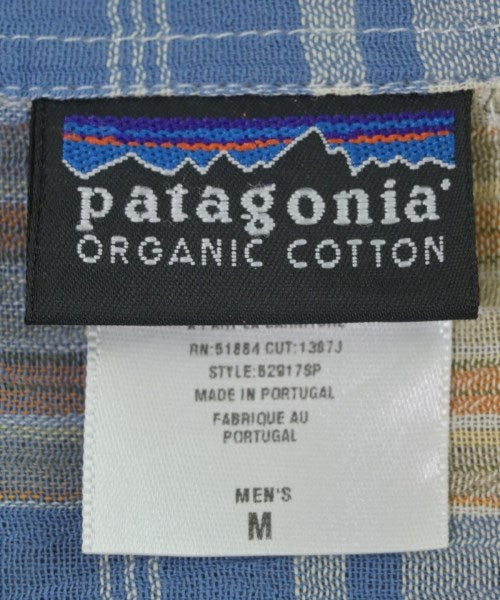 patagonia®
ORGANIC COTTON
RN:51884 CUT:1387J
STYLE:52917SP
MADE IN PORTUGAL
FABRIQUE AU
PORTUGAL
MEN'S
M